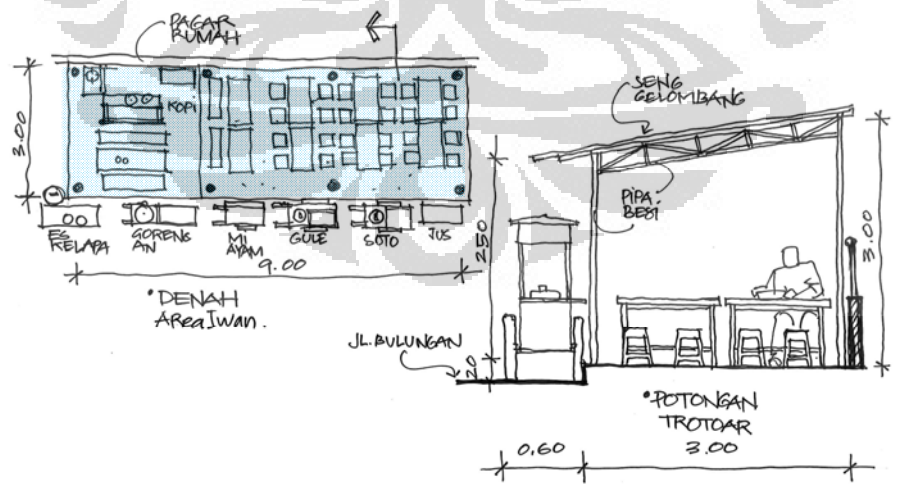 PAGAR
RUMAH
3.00
KOPI
ES
KELAPA
GORENG
AN
MI
AYAM
GULE
SOTO
JUS
9.00
•DENAH
AREA Iwan.
SENG
GELOMBANG
PIPA
BESI
2.50
3.00
JL.BULUNGAN
20
•POTONGAN
TROTOAR
0.60
3.00